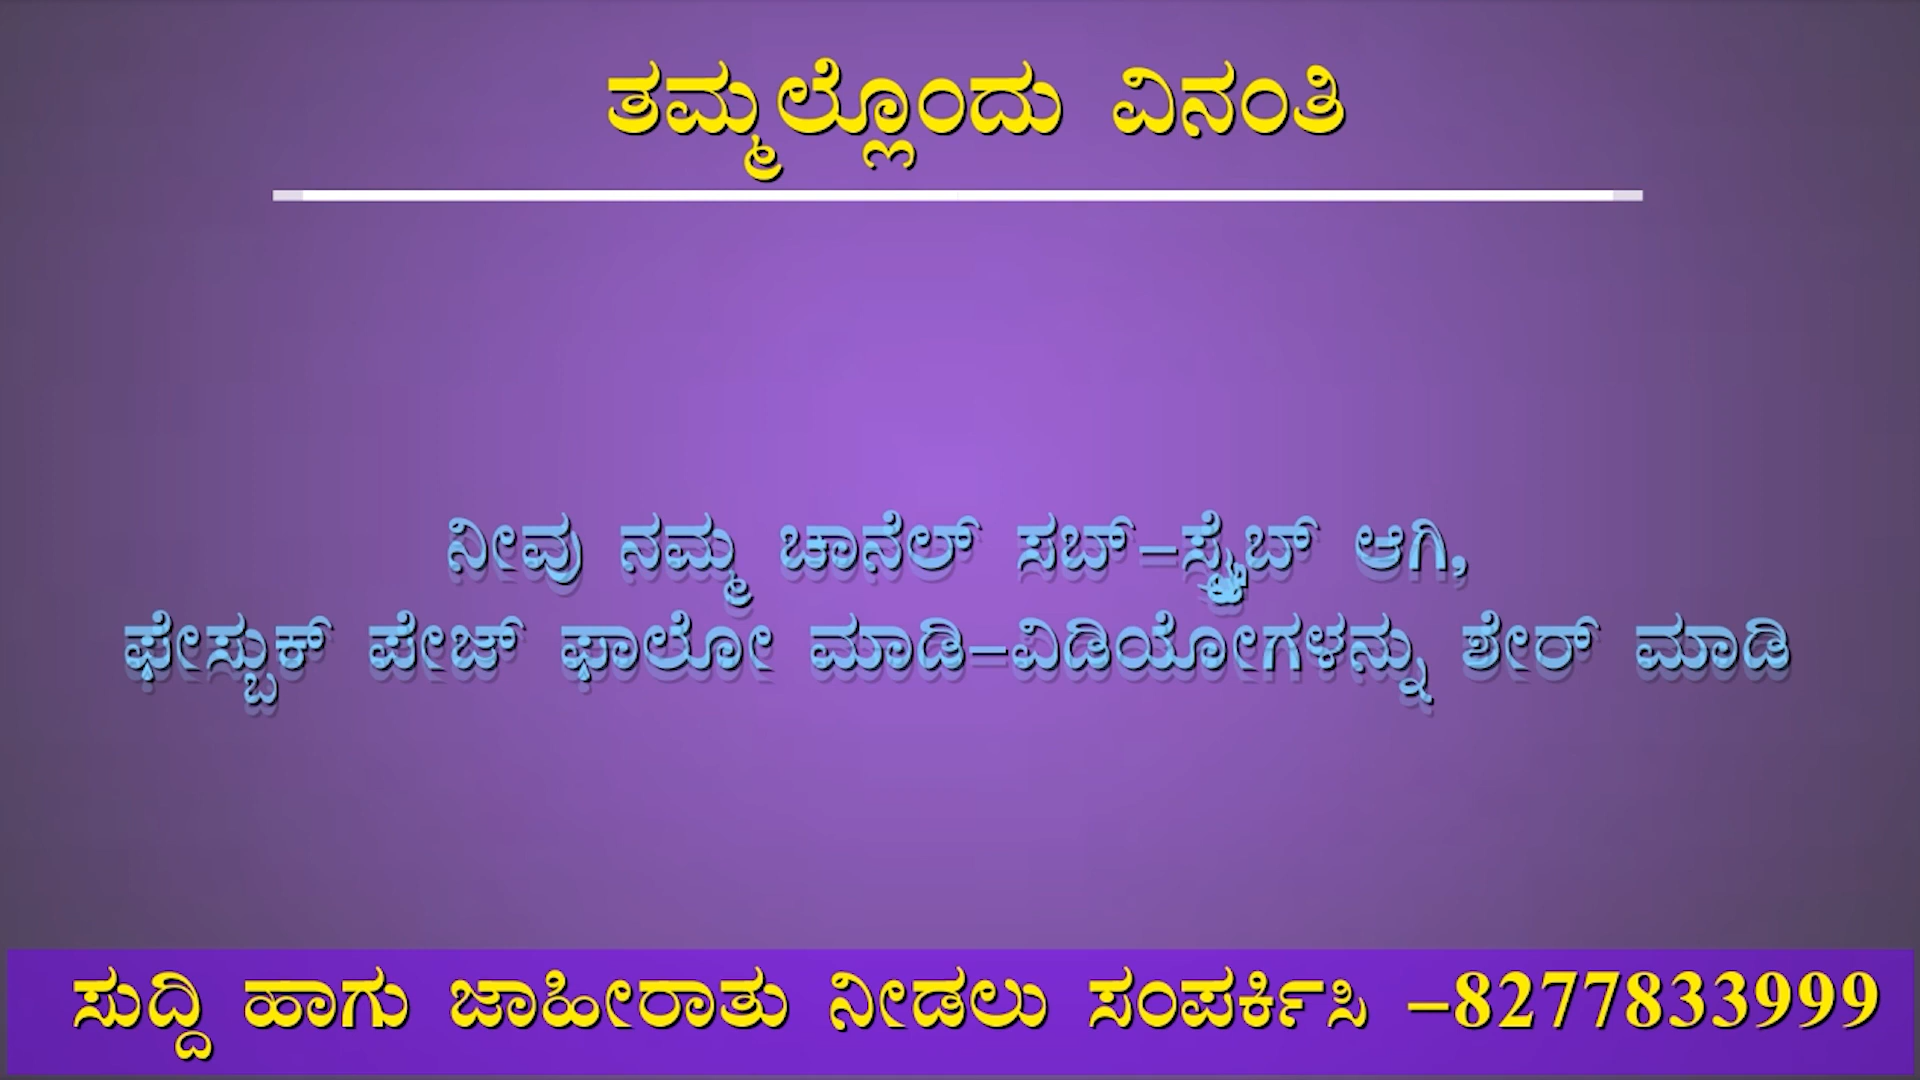 ತಮ್ಮಲ್ಲೊಂದು ವಿನಂತಿ
ನೀವು ನಮ್ಮ ಚಾನೆಲ್ ಸಬ್-ಸ್ಕ್ರೈಬ್ ಆಗಿ,
ಫೇಸ್ಬುಕ್ ಪೇಜ್ ಫಾಲೋ ಮಾಡಿ-ವಿಡಿಯೋಗಳನ್ನು ಶೇರ್ ಮಾಡಿ
ಸುದ್ದಿ ಹಾಗು ಜಾಹೀರಾತು ನೀಡಲು ಸಂಪರ್ಕಿಸಿ -8277833999